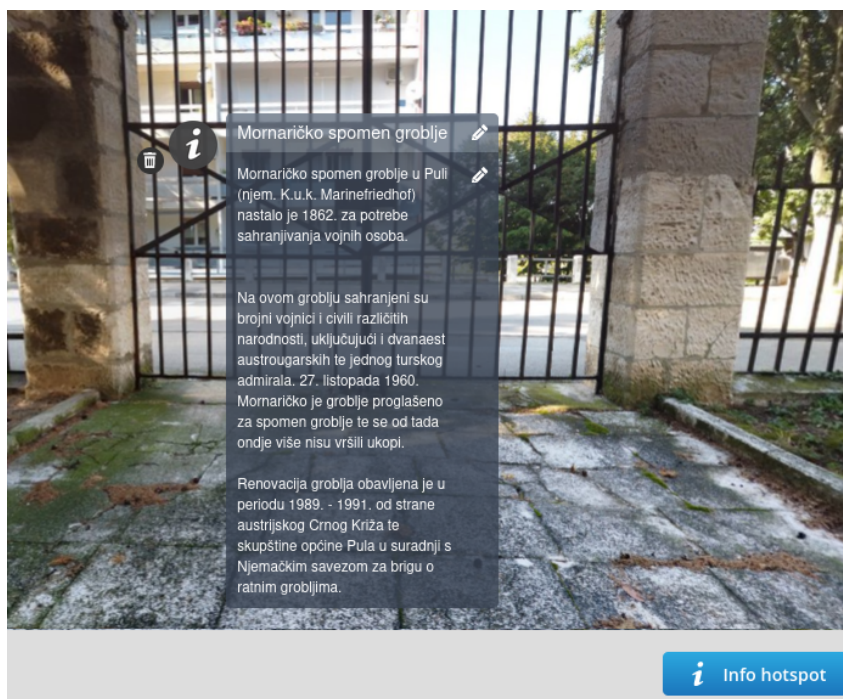 Mornaričko spomen groblje
Mornaričko spomen groblje u Puli
(njem. K.u.k. Marinefriedhof)
nastalo je 1862. za potrebe
sahranjivanja vojnih osoba.
Na ovom groblju sahranjeni su
brojni vojnici i civili različitih
narodnosti, uključujući i dvanaest
austrougarskih te jednog turskog
admirala. 27. listopada 1960.
Mornaričko je groblje proglašeno
za spomen groblje te se od tada
ondje više nisu vršili ukopi.
Renovacija groblja obavljena je u
periodu 1989. - 1991. od strane
austrijskog Crnog Križa te
skupštine općine Pula u suradnji s
Njemačkim savezom za brigu o
ratnim grobljima.
Info hotspot